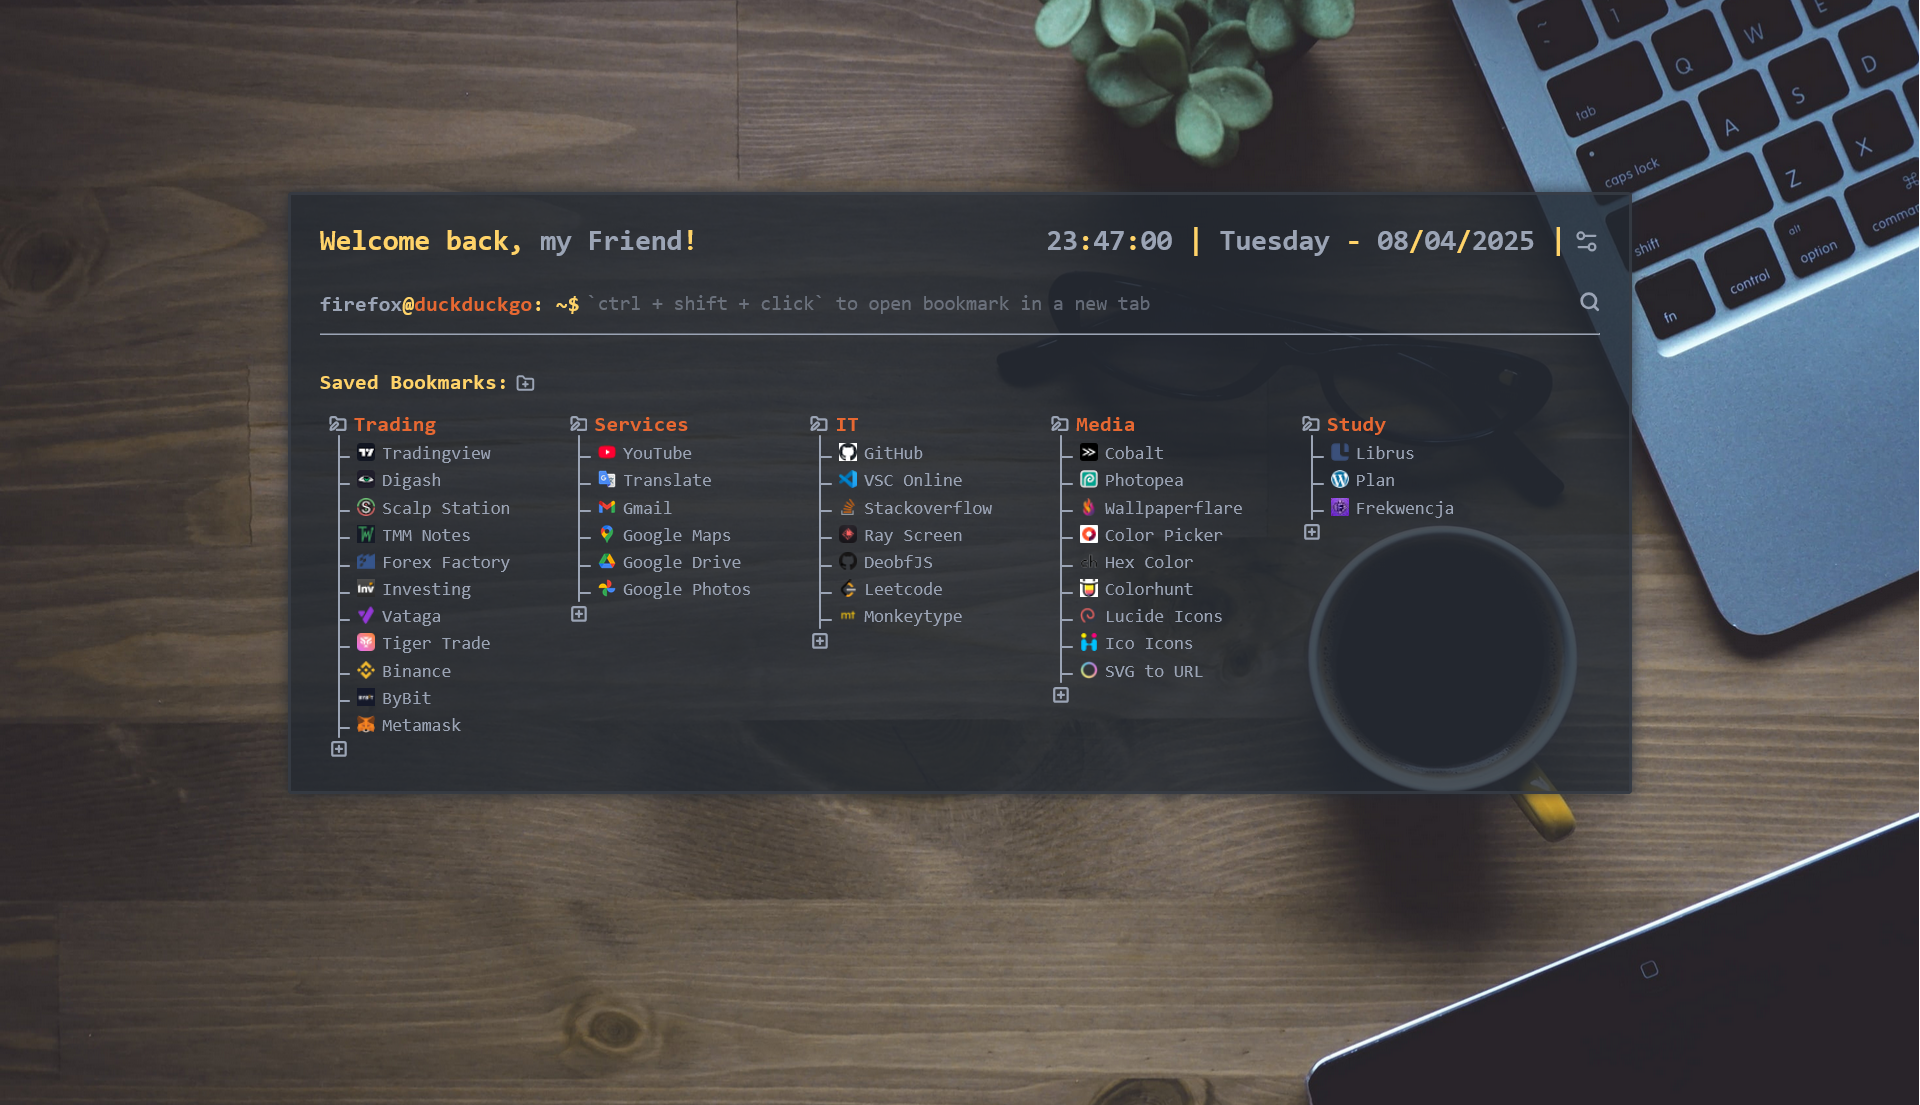 ~
`
1
W
E
Q
D
tab
S
A
X
caps lock
Z
⌘
command
alt
option
shift
control
fn
Welcome back, my Friend!
23:47:00 | Tuesday - 08/04/2025 |
firefox@duckduckgo: ~$ `ctrl + shift + click` to open bookmark in a new tab
Saved Bookmarks:
Trading
Tradingview
Digash
Scalp Station
TMM Notes
Forex Factory
Investing
Vataga
Tiger Trade
Binance
ByBit
Metamask
Services
YouTube
Translate
Gmail
Google Maps
Google Drive
Google Photos
IT
GitHub
VSC Online
Stackoverflow
Ray Screen
DeobfJS
Leetcode
Monkeytype
Media
Cobalt
Photopea
Wallpaperflare
Color Picker
Hex Color
Colorhunt
Lucide Icons
Ico Icons
SVG to URL
Study
Librus
Plan
Frekwencja